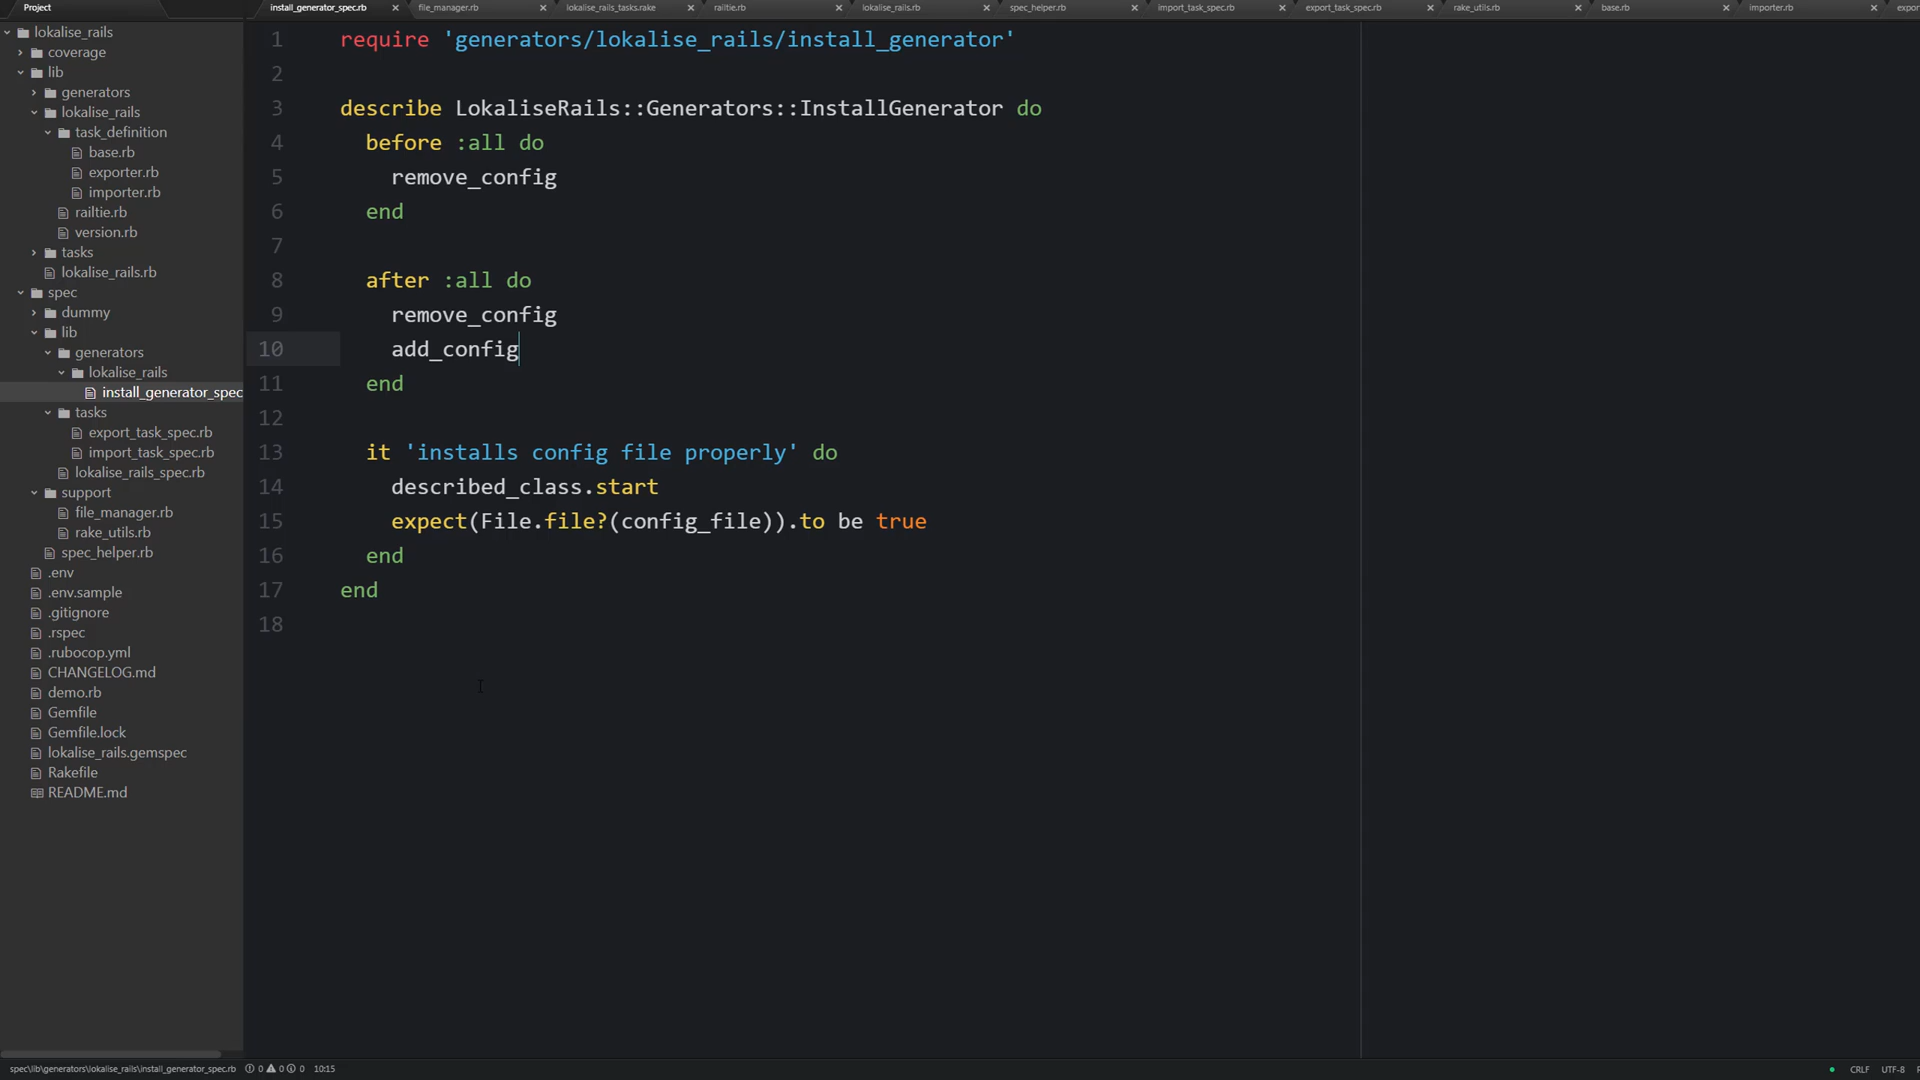 Project
install_generator_spec.rb
file_manager.rb
lokalise_rails_tasks.rake
railtie.rb
lokalise_rails.rb
spec_helper.rb
import_task_spec.rb
export_task_spec.rb
rake_utils.rb
base.rb
importer.rb
lokalise_rails
coverage
lib
generators
lokalise_rails
task_definition
base.rb
exporter.rb
importer.rb
railtie.rb
version.rb
tasks
lokalise_rails.rb
spec
dummy
lib
generators
lokalise_rails
install_generator_spec
tasks
export_task_spec.rb
import_task_spec.rb
lokalise_rails_spec.rb
support
file_manager.rb
rake_utils.rb
spec_helper.rb
.env
.env.sample
.gitignore
.rspec
.rubocop.yml
CHANGELOG.md
demo.rb
Gemfile
Gemfile.lock
lokalise_rails.gemspec
Rakefile
README.md
1 require 'generators/lokalise_rails/install_generator'
2
3 describe LokaliseRails::Generators::InstallGenerator do
4 before :all do
5 remove_config
6 end
7
8 after :all do
9 remove_config
10 add_config
11 end
12
13 it 'installs config file properly' do
14 described_class.start
15 expect(File.file?(config_file)).to be true
16 end
17 end
18
spec\lib\generators\lokalise_rails\install_generator_spec.rb 0 0 0 10:15
CRLF UTF-8